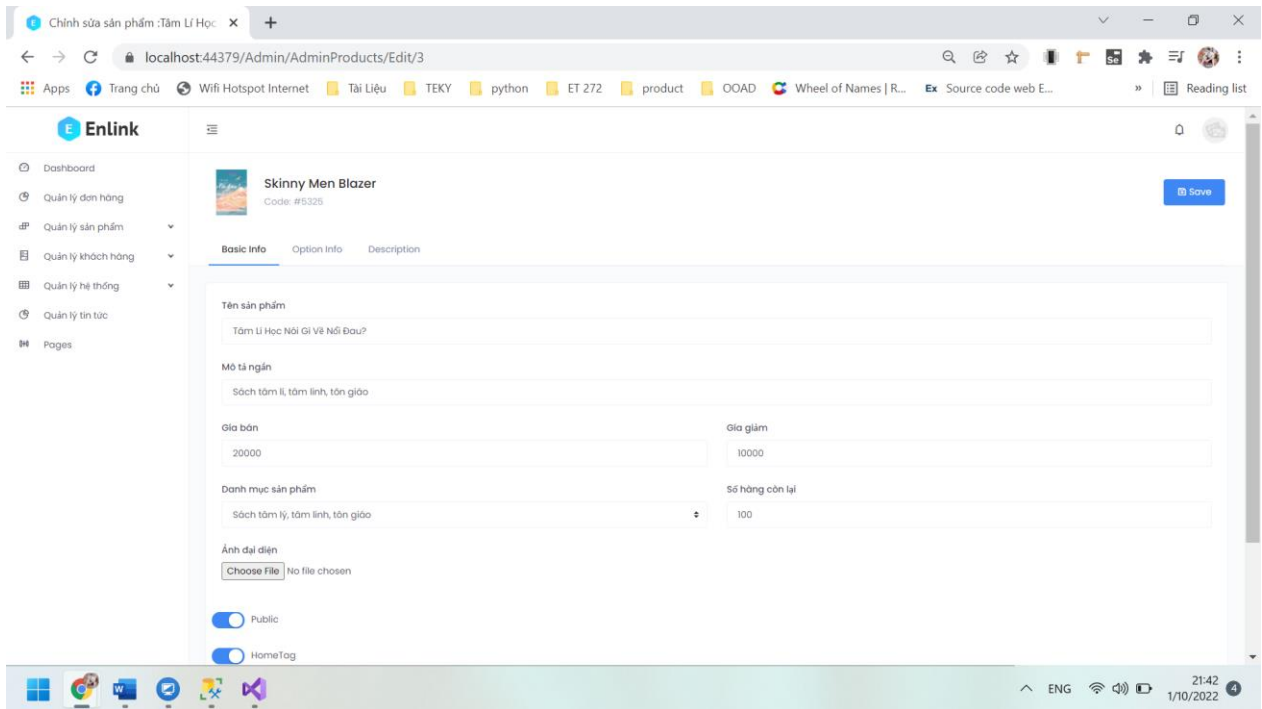 Chỉnh sửa sản phẩm :Tâm Lí Học
localhost:44379/Admin/AdminProducts/Edit/3
Apps Trang chủ Wifi Hotspot Internet Tài Liệu TEKY python ET 272 product OOAD Wheel of Names | R... Ex Source code web E... » Reading list
Enlink
Dashboard
Quản lý đơn hàng
Quản lý sản phẩm
Quản lý khách hàng
Quản lý hệ thống
Quản lý tin tức
Pages
Skinny Men Blazer
Code: #5325
Save
Basic Info Option Info Description
Tên sản phẩm
Tâm Lí Học Nói Gì Về Nỗi Đau?
Mô tả ngắn
Sách tâm lí, tâm linh, tôn giáo
Gía bán Gía giảm
20000 10000
Danh mục sản phẩm Số hàng còn lại
Sách tâm lý, tâm linh, tôn giáo 100
Ảnh đại diện
Choose File No file chosen
Public
HomeTag
ENG 21:42
1/10/2022 4